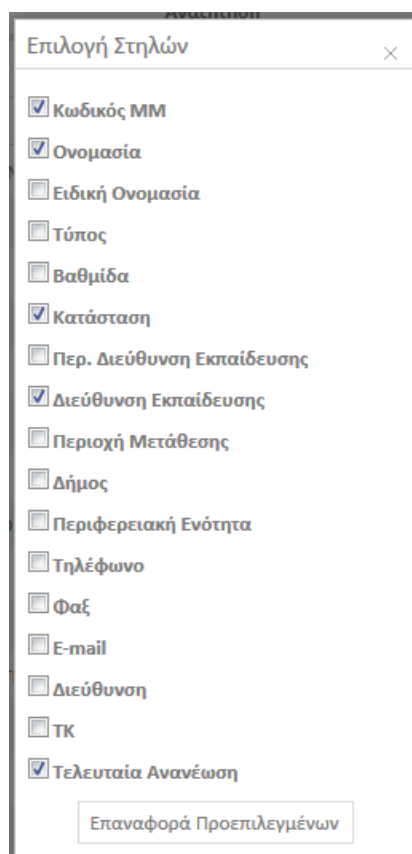 Αναζήτηση
Επιλογή Στηλών
Κωδικός ΜΜ
Ονομασία
Ειδική Ονομασία
Τύπος
Βαθμίδα
Κατάσταση
Περ. Διεύθυνση Εκπαίδευσης
Διεύθυνση Εκπαίδευσης
Περιοχή Μετάθεσης
Δήμος
Περιφερειακή Ενότητα
Τηλέφωνο
Φαξ
E-mail
Διεύθυνση
ΤΚ
Τελευταία Ανανέωση
Επαναφορά Προεπιλεγμένων